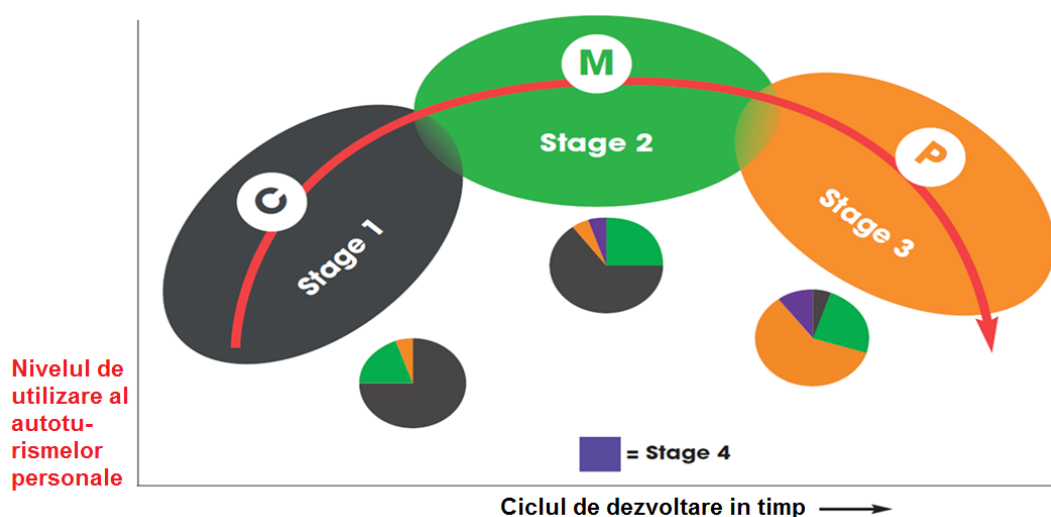 C
Stage 1
M
Stage 2
P
Stage 3
Nivelul de
utilizare al
autotu-
rismelor
personale
= Stage 4
Ciclul de dezvoltare in timp